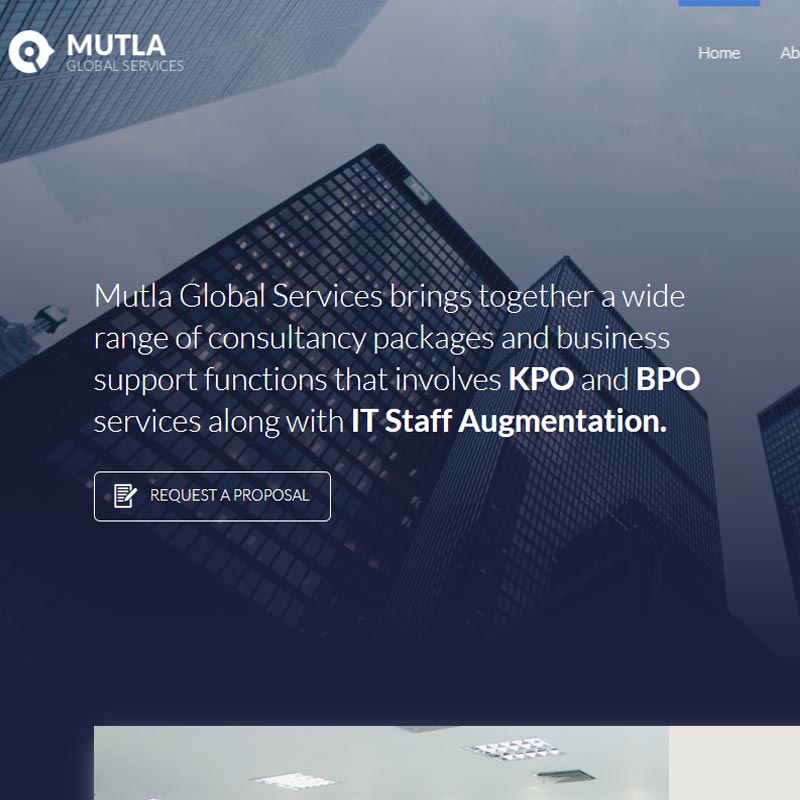 MUTLA
GLOBAL SERVICES
Home
Ab
Mutla Global Services brings together a wide
range of consultancy packages and business
support functions that involves KPO and BPO
services along with IT Staff Augmentation.
REQUEST A PROPOSAL